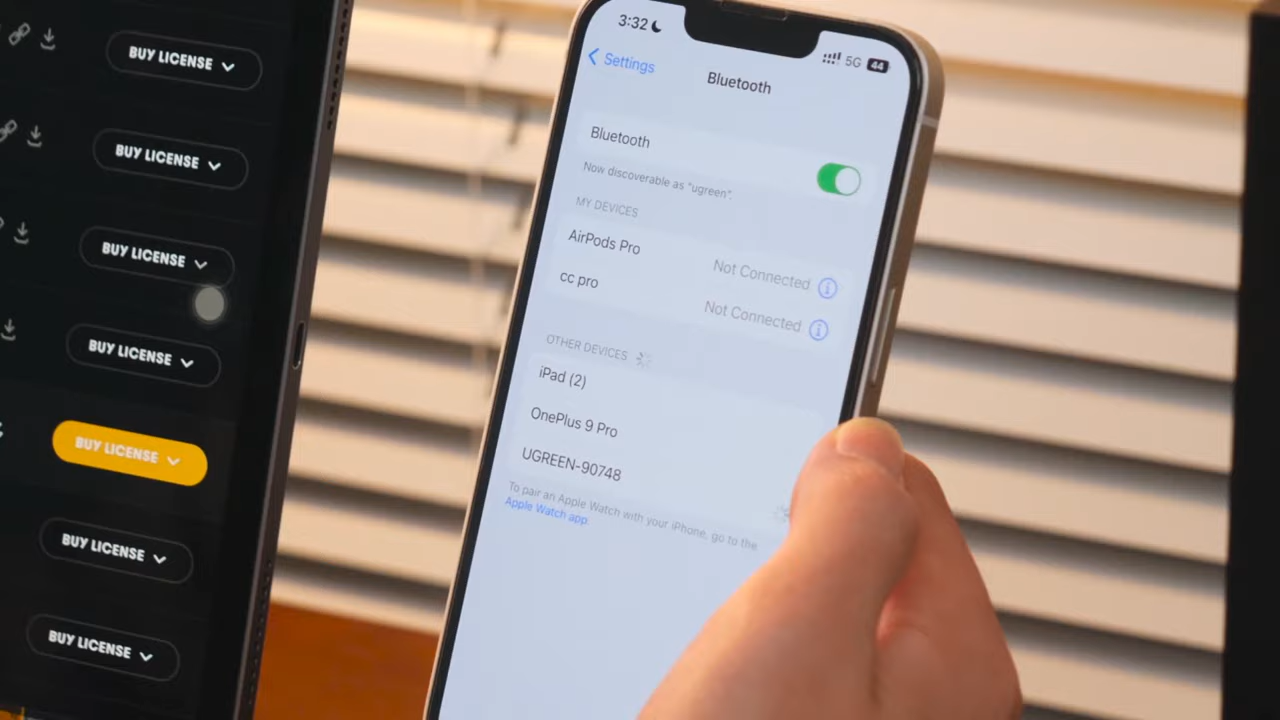 BUY LICENSE
BUY LICENSE
BUY LICENSE
BUY LICENSE
BUY LICENSE
BUY LICENSE
BUY LICENSE
3:32
5G 44
Settings
Bluetooth
Bluetooth
Now discoverable as "ugreen".
MY DEVICES
AirPods Pro Not Connected
cc pro Not Connected
OTHER DEVICES
iPad (2)
OnePlus 9 Pro
UGREEN-90748
To pair an Apple Watch with your iPhone, go to the
Apple Watch app.